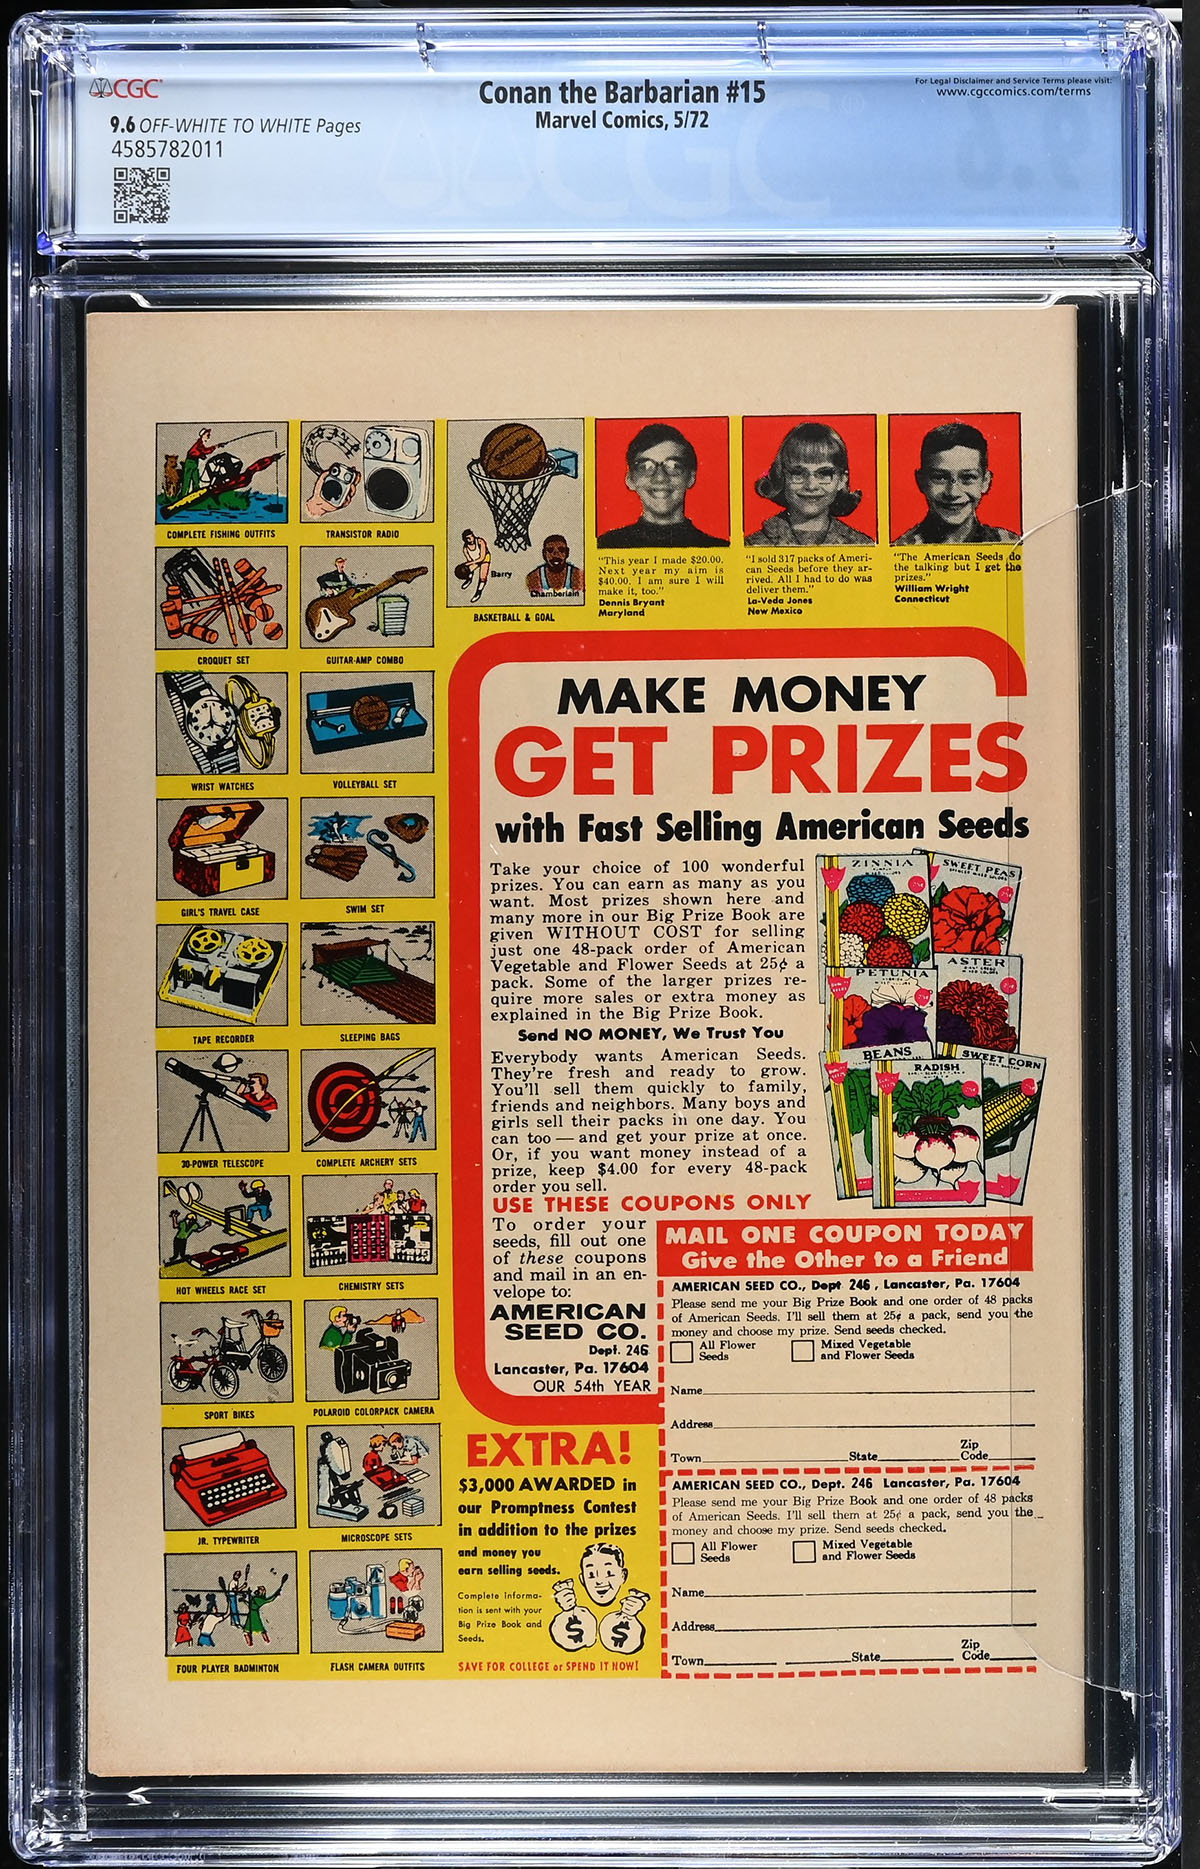 CGC
Conan the Barbarian #15
For Legal Disclaimer and Service Terms please visit:
www.cgccomics.com/terms
9.6 OFF-WHITE TO WHITE Pages
Marvel Comics, 5/72
4585782011
COMPLETE FISHING OUTFITS
TRANSISTOR RADIO
Barry
Chamberlain
BASKETBALL & GOAL
CROQUET SET
GUITAR-AMP COMBO
WRIST WATCHES
VOLLEYBALL SET
GIRL'S TRAVEL CASE
SWIM SET
TAPE RECORDER
SLEEPING BAGS
30-POWER TELESCOPE
COMPLETE ARCHERY SETS
HOT WHEELS RACE SET
CHEMISTRY SETS
SPORT BIKES
POLAROID COLORPACK CAMERA
JR. TYPEWRITER
MICROSCOPE SETS
FOUR PLAYER BADMINTON
FLASH CAMERA OUTFITS
"This year I made $20.00.
Next year my aim is
$40.00. I am sure I will
make it, too."
Dennis Bryant
Maryland
"I sold 317 packs of Ameri-
can Seeds before they ar-
rived. All I had to do was
deliver them."
La-Veda Jones
New Mexico
"The American Seeds do
the talking but I get the
prizes."
William Wright
Connecticut
MAKE MONEY
GET PRIZES
with Fast Selling American Seeds
Take your choice of 100 wonderful
prizes. You can earn as many as you
want. Most prizes shown here and
many more in our Big Prize Book are
given WITHOUT COST for selling
just one 48-pack order of American
Vegetable and Flower Seeds at 25¢ a
pack. Some of the larger prizes re-
quire more sales or extra money as
explained in the Big Prize Book.
Send NO MONEY, We Trust You
Everybody wants American Seeds.
They're fresh and ready to grow.
You'll sell them quickly to family,
friends and neighbors. Many boys and
girls sell their packs in one day. You
can too — and get your prize at once.
Or, if you want money instead of a
prize, keep $4.00 for every 48-pack
order you sell.
ZINNIA
SWEET PEAS
PETUNIA
ASTER
BEANS
RADISH
SWEET CORN
USE THESE COUPONS ONLY
To order your
seeds, fill out one
of these coupons
and mail in an en-
velope to:
AMERICAN
SEED CO.
Dept. 246
Lancaster, Pa. 17604
OUR 54th YEAR
MAIL ONE COUPON TODAY
Give the Other to a Friend
AMERICAN SEED CO., Dept 246, Lancaster, Pa. 17604
Please send me your Big Prize Book and one order of 48 packs
of American Seeds. I'll sell them at 25¢ a pack, send you the
money and choose my prize. Send seeds checked.
All Flower
Seeds
Mixed Vegetable
and Flower Seeds
Name
Address
Town State Zip
Code
AMERICAN SEED CO., Dept. 246 Lancaster, Pa. 17604
Please send me your Big Prize Book and one order of 48 packs
of American Seeds. I'll sell them at 25¢ a pack, send you the
money and choose my prize. Send seeds checked.
All Flower
Seeds
Mixed Vegetable
and Flower Seeds
Name
Address
Town State Zip
Code
EXTRA!
$3,000 AWARDED in
our Promptness Contest
in addition to the prizes
and money you
earn selling seeds.
Complete informa-
tion is sent with your
Big Prize Book and
Seeds.
$ $
SAVE FOR COLLEGE or SPEND IT NOW!